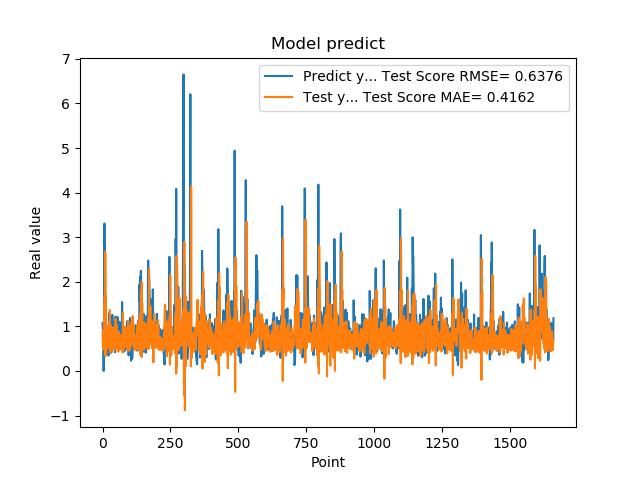 Model predict
Predict y... Test Score RMSE= 0.6376
Test y... Test Score MAE= 0.4162
7
6
5
4
3
2
1
0
−1
Real value
0 250 500 750 1000 1250 1500
Point